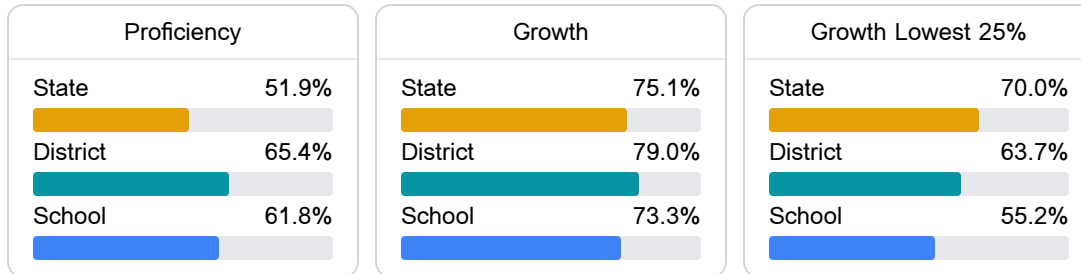 Proficiency
State 51.9%
District 65.4%
School 61.8%
Growth
State 75.1%
District 79.0%
School 73.3%
Growth Lowest 25%
State 70.0%
District 63.7%
School 55.2%